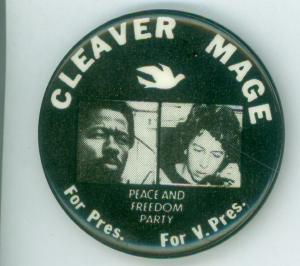 CLEAVER MAGE
PEACE AND
FREEDOM
PARTY
For Pres.
For V. Pres.